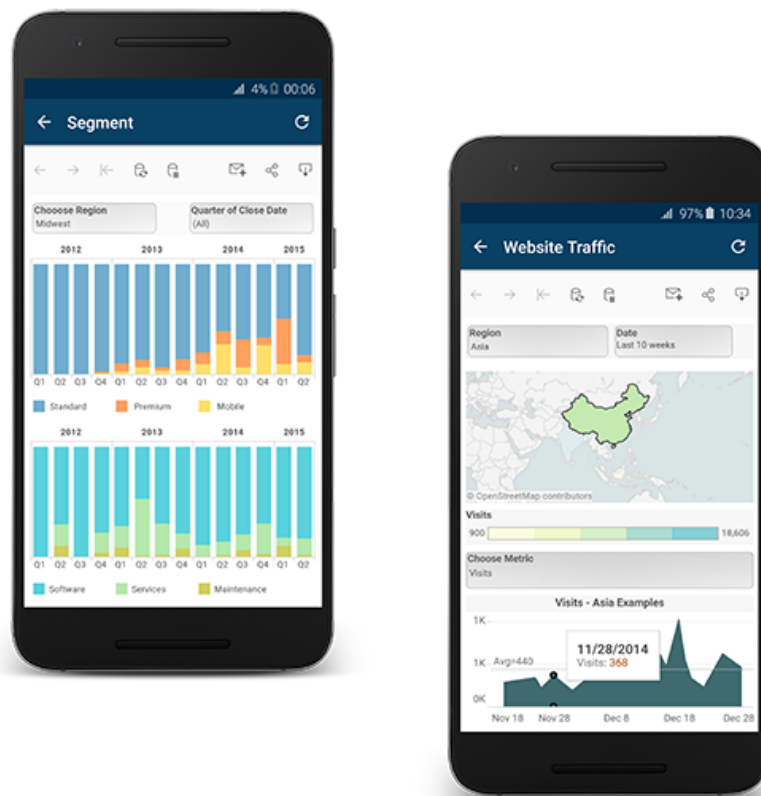 4% 00:06
Segment
Chooose Region
Midwest
Quarter of Close Date
(All)
2012 2013 2014 2015
Q1 Q2 Q3 Q4 Q1 Q2 Q3 Q4 Q1 Q2 Q3 Q4 Q1 Q2
Standard Premium Mobile
2012 2013 2014 2015
Q1 Q2 Q3 Q4 Q1 Q2 Q3 Q4 Q1 Q2 Q3 Q4 Q1 Q2
Software Services Maintenance
97% 10:34
Website Traffic
Region
Asia
Date
Last 10 weeks
© OpenStreetMap contributors
Visits
900 18,606
Choose Metric
Visits
Visits - Asia Examples
1K
11/28/2014
Visits: 368
1K
Avg=440
0K
Nov 18 Nov 28 Dec 8 Dec 18 Dec 28